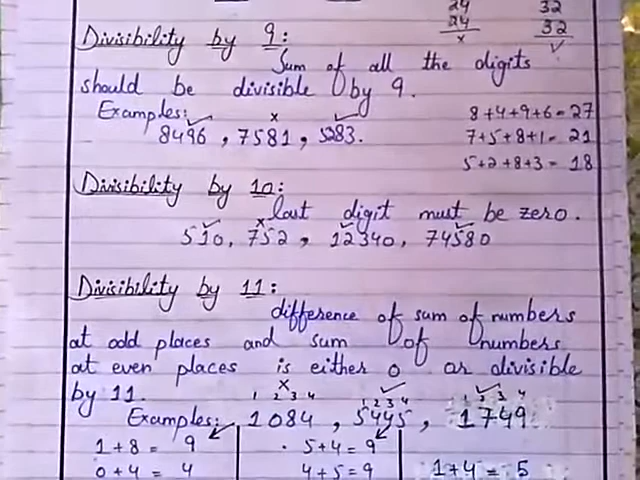 24 32
24 32
x ✓
Divisibility by 9:
Sum of all the digits
should be divisible by 9.
Examples: ✓ x ✓
8496, 7581, 5283.
8+4+9+6=27
7+5+8+1=21
5+2+8+3=18
Divisibility by 10:
last digit must be zero.
✓ x ✓ ✓
510, 752, 12340, 74580
Divisibility by 11:
difference of sum of numbers
at odd places and sum of numbers
at even places is either 0 or divisible
by 11. x ✓ ✓
1 2 3 4 1 2 3 4 1 2 3 4
Examples: 1084, 5445, 1749
1+8= 9 5+4=9
0+4= 4 4+5=9 1+4= 5